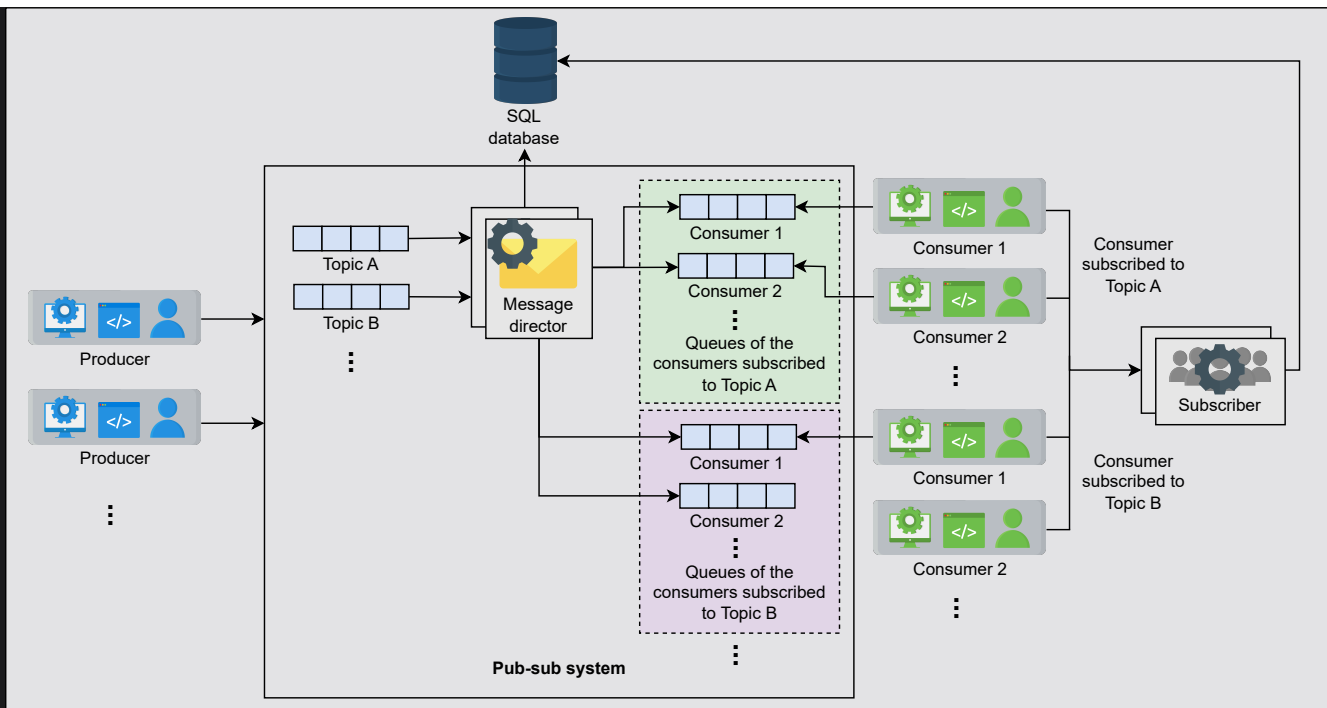 SQL
database
Topic A
Topic B
Message
director
Consumer 1
Consumer 2
Queues of the
consumers subscribed
to Topic A
Consumer 1
Consumer 2
Queues of the
consumers subscribed
to Topic B
Pub-sub system
Producer
</>
Producer
</>
</>
Consumer 1
</>
Consumer 2
</>
Consumer 1
</>
Consumer 2
</>
Consumer
subscribed to
Topic A
Consumer
subscribed to
Topic B
Subscriber